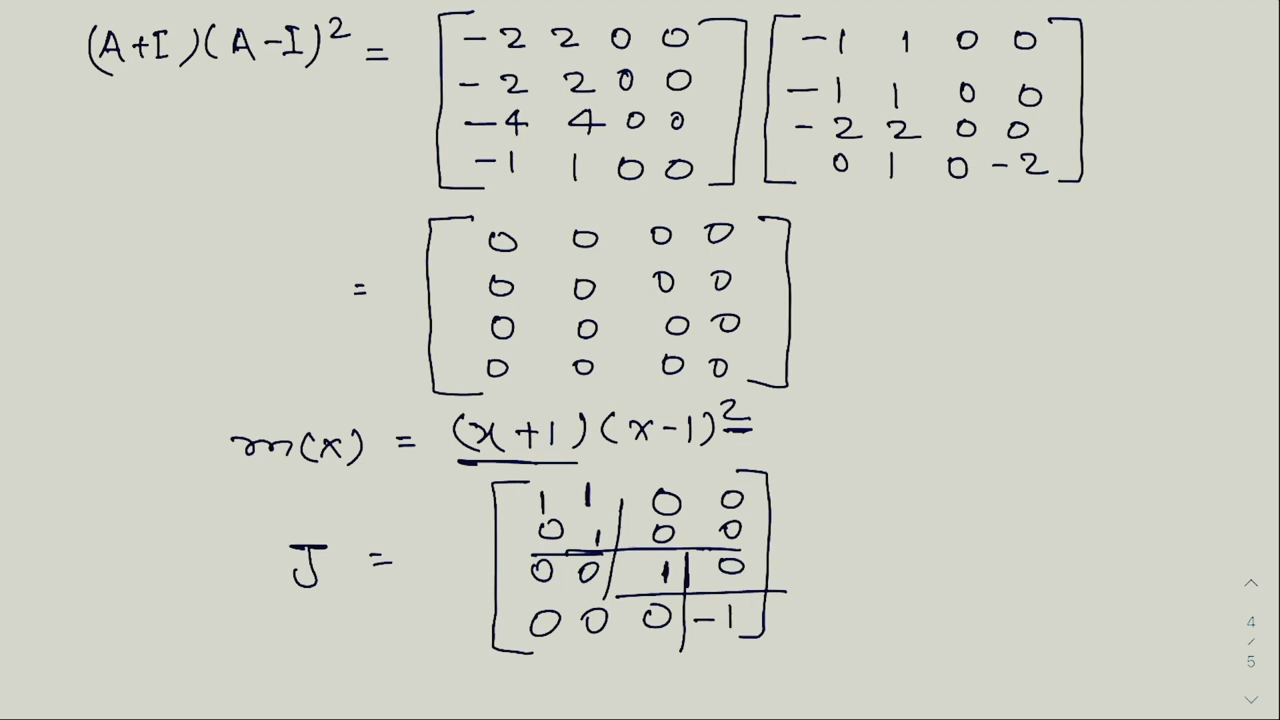 (A+I)(A-I)² = [ -2 2 0 0 ] [ -1 1 0 0 ]
[ -2 2 0 0 ] [ -1 1 0 0 ]
[ -4 4 0 0 ] [ -2 2 0 0 ]
[ -1 1 0 0 ] [ 0 1 0 -2 ]
= [ 0 0 0 0 ]
[ 0 0 0 0 ]
[ 0 0 0 0 ]
[ 0 0 0 0 ]
m(x) = (x+1)(x-1)²
J = [ 1 1 | 0 0 ]
[ 0 1 | 0 0 ]
[ 0 0 | 1 | 0 ]
[ 0 0 0 | -1 ]
4
/
5